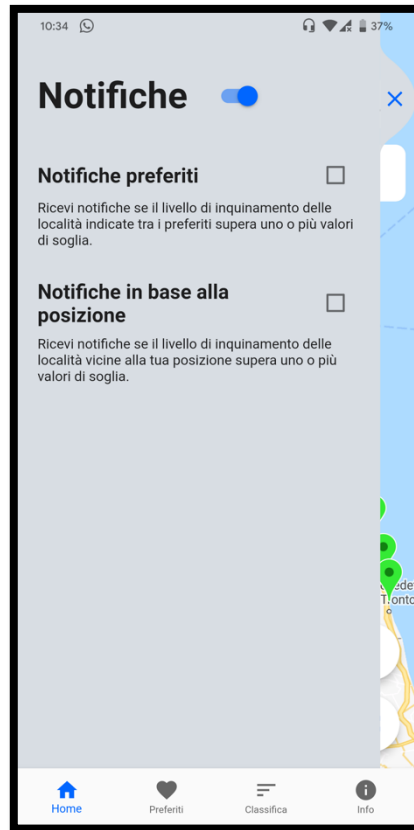 10:34
37%
Notifiche
Notifiche preferiti
Ricevi notifiche se il livello di inquinamento delle
località indicate tra i preferiti supera uno o più valori
di soglia.
Notifiche in base alla
posizione
Ricevi notifiche se il livello di inquinamento delle
località vicine alla tua posizione supera uno o più
valori di soglia.
Home
Preferiti
Classifica
Info